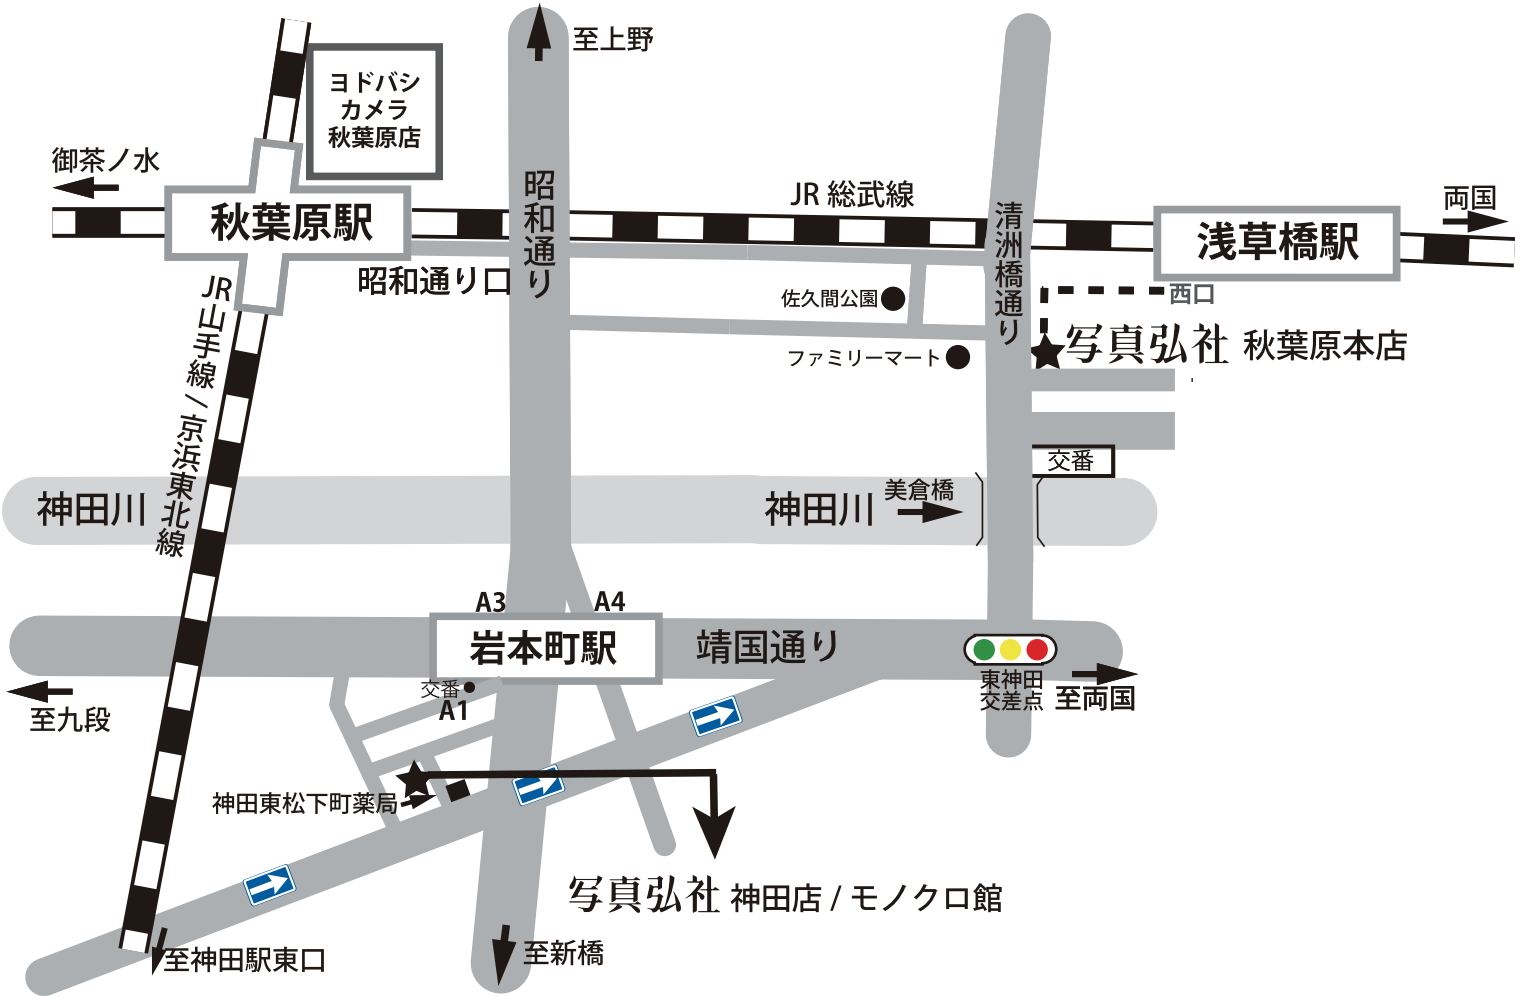 至上野
ヨドバシ
カメラ
秋葉原店
御茶ノ水
秋葉原駅
昭和通り
JR 総武線
清洲橋通り
両国
浅草橋駅
昭和通り口
佐久間公園
西口
写真弘社 秋葉原本店
ファミリーマート
JR山手線/京浜東北線
交番
神田川
神田川
美倉橋
A3
A4
岩本町駅
靖国通り
東神田
交差点
至両国
交番
A1
至九段
神田東松下町薬局
写真弘社 神田店 / モノクロ館
至神田駅東口
至新橋